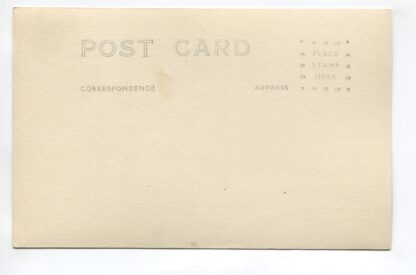 POST CARD
PLACE
STAMP
HERE
CORRESPONDENCE
ADDRESS